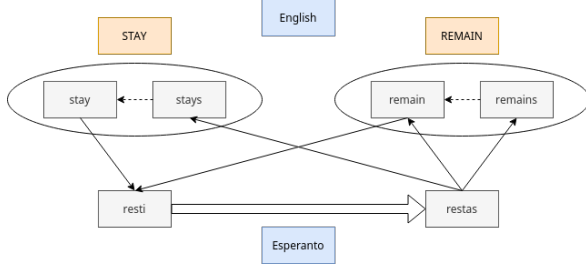 English
STAY
REMAIN
stay
stays
remain
remains
resti
restas
Esperanto